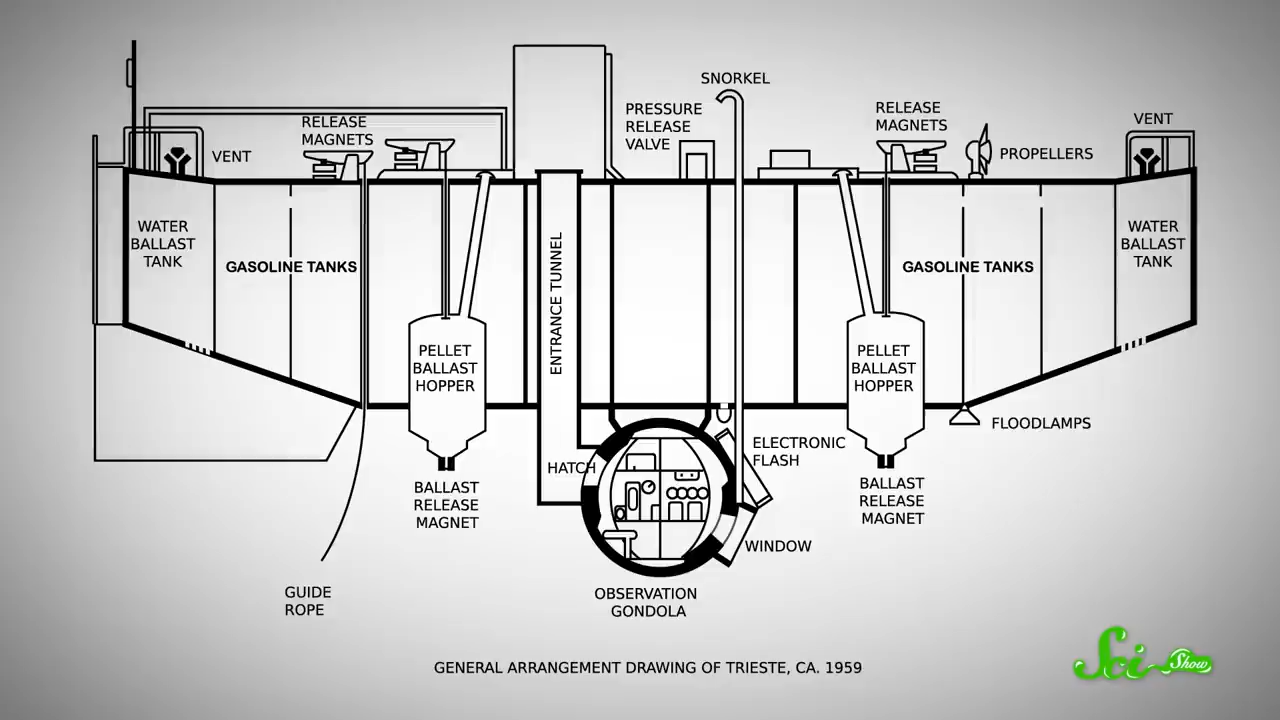 SNORKEL
RELEASE
MAGNETS
PRESSURE
RELEASE
VALVE
RELEASE
MAGNETS
VENT
VENT
PROPELLERS
WATER
BALLAST
TANK
GASOLINE TANKS
ENTRANCE TUNNEL
GASOLINE TANKS
WATER
BALLAST
TANK
PELLET
BALLAST
HOPPER
PELLET
BALLAST
HOPPER
FLOODLAMPS
HATCH
ELECTRONIC
FLASH
BALLAST
RELEASE
MAGNET
BALLAST
RELEASE
MAGNET
WINDOW
GUIDE
ROPE
OBSERVATION
GONDOLA
GENERAL ARRANGEMENT DRAWING OF TRIESTE, CA. 1959
Sci Show